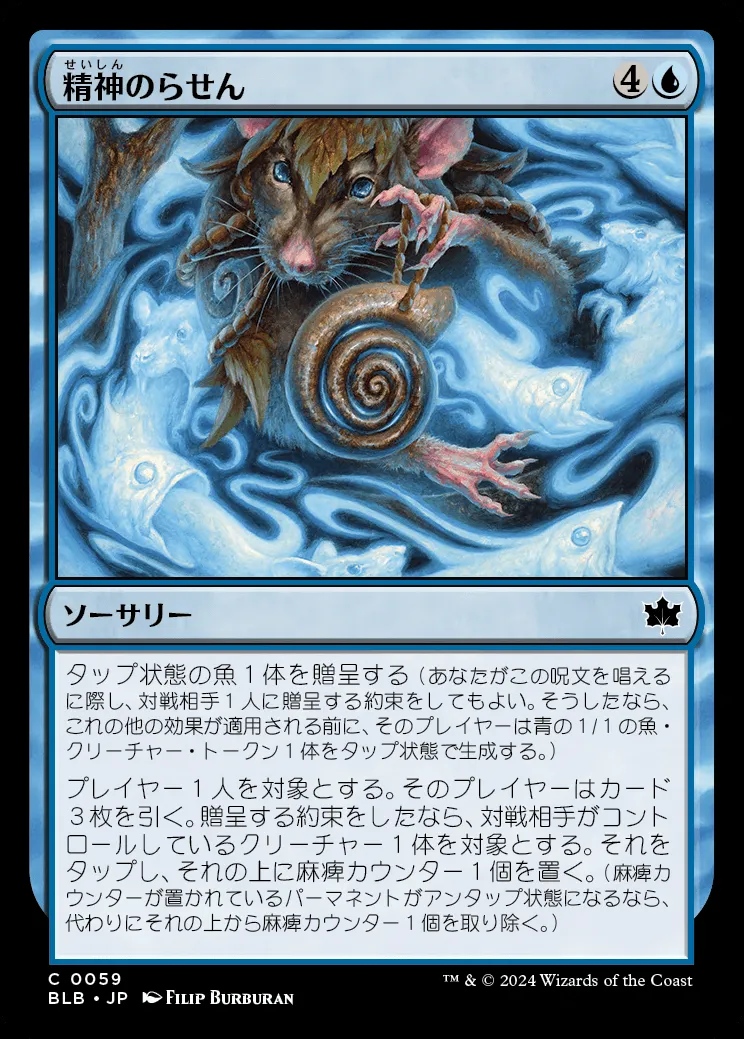 せいしん
精神のらせん
4
ソーサリー
タップ状態の魚１体を贈呈する（あなたがこの呪文を唱える
に際し、対戦相手１人に贈呈する約束をしてもよい。そうしたなら、
これの他の効果が適用される前に、そのプレイヤーは青の１/１の魚・
クリーチャー・トークン１体をタップ状態で生成する。）
プレイヤー１人を対象とする。そのプレイヤーはカード
３枚を引く。贈呈する約束をしたなら、対戦相手がコント
ロールしているクリーチャー１体を対象とする。それを
タップし、それの上に麻痺カウンター１個を置く。（麻痺カ
ウンターが置かれているパーマネントがアンタップ状態になるなら、
代わりにそれの上から麻痺カウンター１個を取り除く。）
C 0059
BLB • JP Filip Burburan
™ & © 2024 Wizards of the Coast